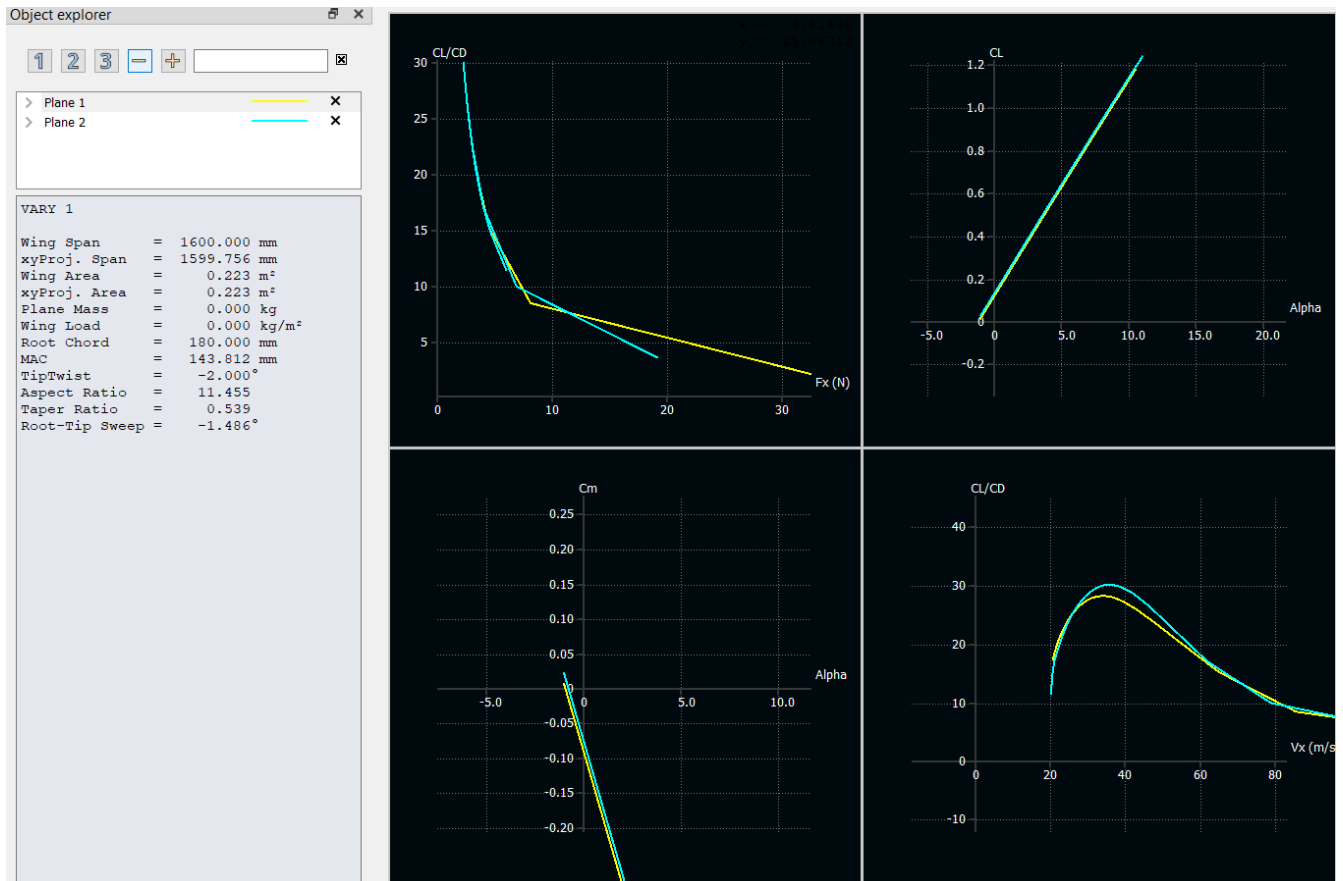 Object explorer
1 2 3 − +
Plane 1
Plane 2
VARY 1
Wing Span = 1600.000 mm
xyProj. Span = 1599.756 mm
Wing Area = 0.223 m²
xyProj. Area = 0.223 m²
Plane Mass = 0.000 kg
Wing Load = 0.000 kg/m²
Root Chord = 180.000 mm
MAC = 143.812 mm
TipTwist = -2.000°
Aspect Ratio = 11.455
Taper Ratio = 0.539
Root-Tip Sweep = -1.486°
CL/CD
30
25
20
15
10
5
Fx (N)
0 10 20 30
CL
1.2
1.0
0.8
0.6
0.4
0.2
0
Alpha
-5.0 0 5.0 10.0 15.0 20.0
-0.2
Cm
0.25
0.20
0.15
0.10
0.05
0
Alpha
-5.0 0 5.0 10.0
-0.05
-0.10
-0.15
-0.20
CL/CD
40
30
20
10
Vx (m/s
0
0 20 40 60 80
-10